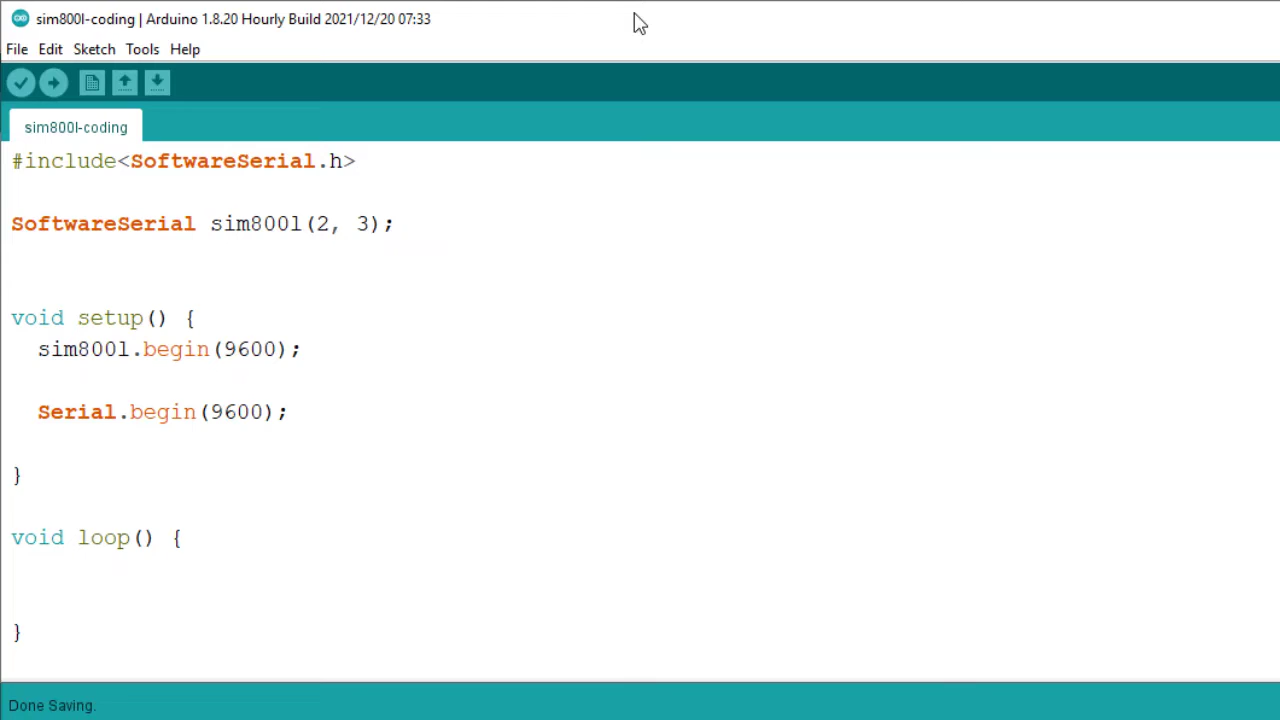 sim800l-coding | Arduino 1.8.20 Hourly Build 2021/12/20 07:33
File Edit Sketch Tools Help
sim800l-coding
#include<SoftwareSerial.h>
SoftwareSerial sim800l(2, 3);
void setup() {
sim800l.begin(9600);
Serial.begin(9600);
}
void loop() {
}
Done Saving.